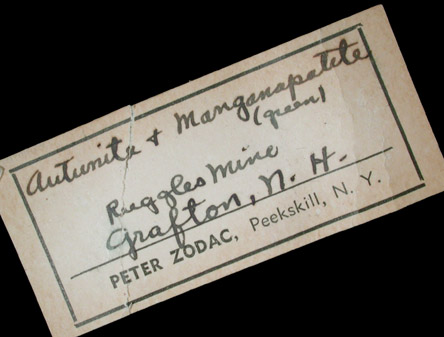 Autunite + Manganapatite
(green)
Ruggles Mine
Grafton, N. H.
PETER ZODAC, Peekskill, N. Y.